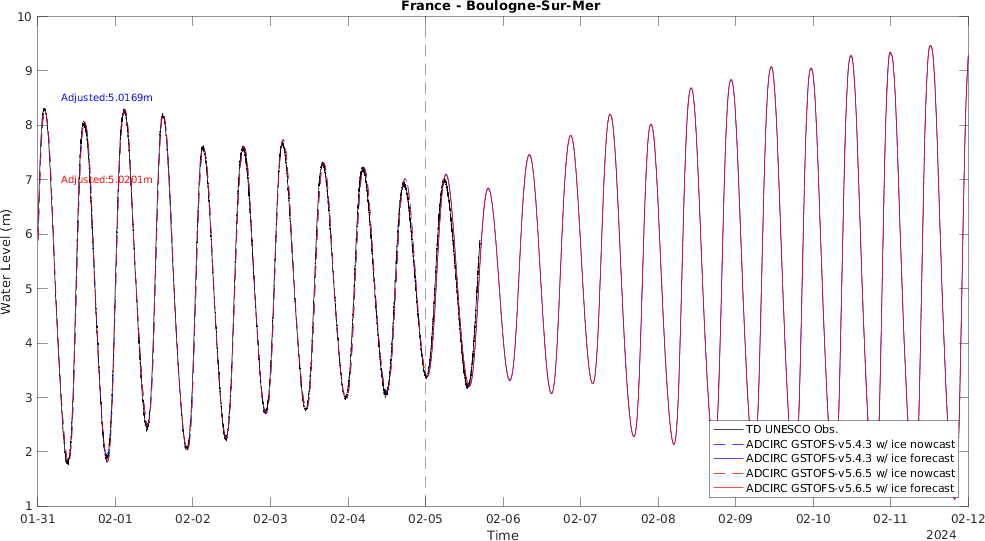 France - Boulogne-Sur-Mer
10
9
8
7
6
5
4
3
2
1
Water Level (m)
Adjusted:5.0169m
Adjusted:5.0201m
TD UNESCO Obs.
ADCIRC GSTOFS-v5.4.3 w/ ice nowcast
ADCIRC GSTOFS-v5.4.3 w/ ice forecast
ADCIRC GSTOFS-v5.6.5 w/ ice nowcast
ADCIRC GSTOFS-v5.6.5 w/ ice forecast
01-31 02-01 02-02 02-03 02-04 02-05 02-06 02-07 02-08 02-09 02-10 02-11 02-12
Time
2024